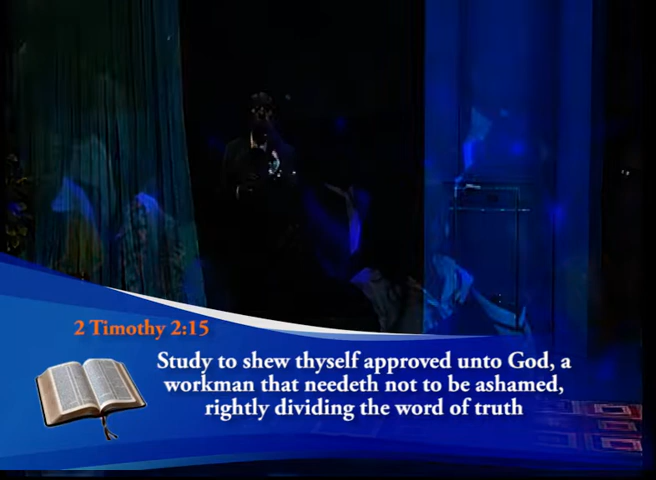 2 Timothy 2:15
Study to shew thyself approved unto God, a
workman that needeth not to be ashamed,
rightly dividing the word of truth